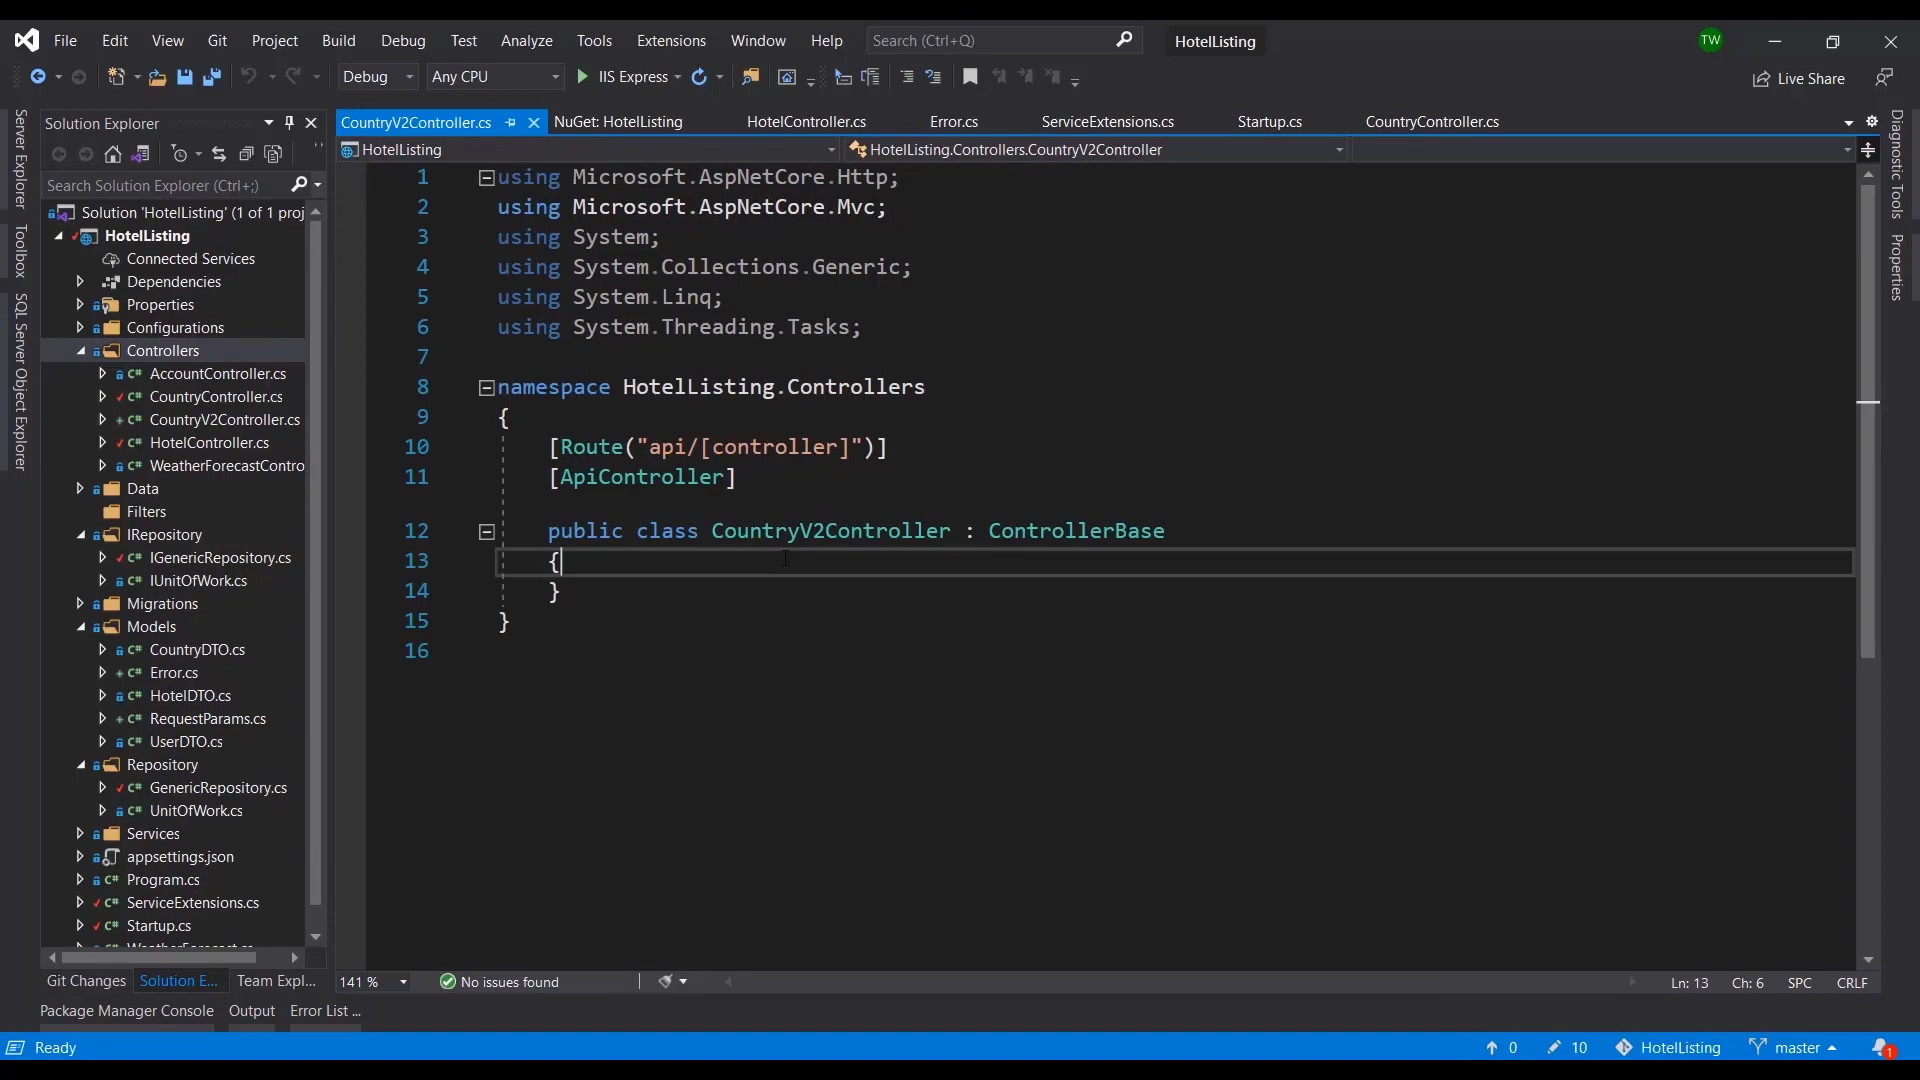 File Edit View Git Project Build Debug Test Analyze Tools Extensions Window Help Search (Ctrl+Q) HotelListing TW
Debug Any CPU IIS Express Live Share
Server Explorer
Toolbox
SQL Server Object Explorer
Solution Explorer
Search Solution Explorer (Ctrl+;)
Solution 'HotelListing' (1 of 1 proj
HotelListing
Connected Services
Dependencies
Properties
Configurations
Controllers
C# AccountController.cs
C# CountryController.cs
C# CountryV2Controller.cs
C# HotelController.cs
C# WeatherForecastContro
Data
Filters
IRepository
C# IGenericRepository.cs
C# IUnitOfWork.cs
Migrations
Models
C# CountryDTO.cs
C# Error.cs
C# HotelDTO.cs
C# RequestParams.cs
C# UserDTO.cs
Repository
C# GenericRepository.cs
C# UnitOfWork.cs
Services
appsettings.json
C# Program.cs
C# ServiceExtensions.cs
C# Startup.cs
Git Changes Solution E... Team Expl...
CountryV2Controller.cs NuGet: HotelListing HotelController.cs Error.cs ServiceExtensions.cs Startup.cs CountryController.cs
HotelListing HotelListing.Controllers.CountryV2Controller
1 using Microsoft.AspNetCore.Http;
2 using Microsoft.AspNetCore.Mvc;
3 using System;
4 using System.Collections.Generic;
5 using System.Linq;
6 using System.Threading.Tasks;
7
8 namespace HotelListing.Controllers
9 {
10 [Route("api/[controller]")]
11 [ApiController]
12 public class CountryV2Controller : ControllerBase
13 {
14 }
15 }
16
141 % No issues found Ln: 13 Ch: 6 SPC CRLF
Diagnostic Tools
Properties
Package Manager Console Output Error List ...
Ready 0 10 HotelListing master 1